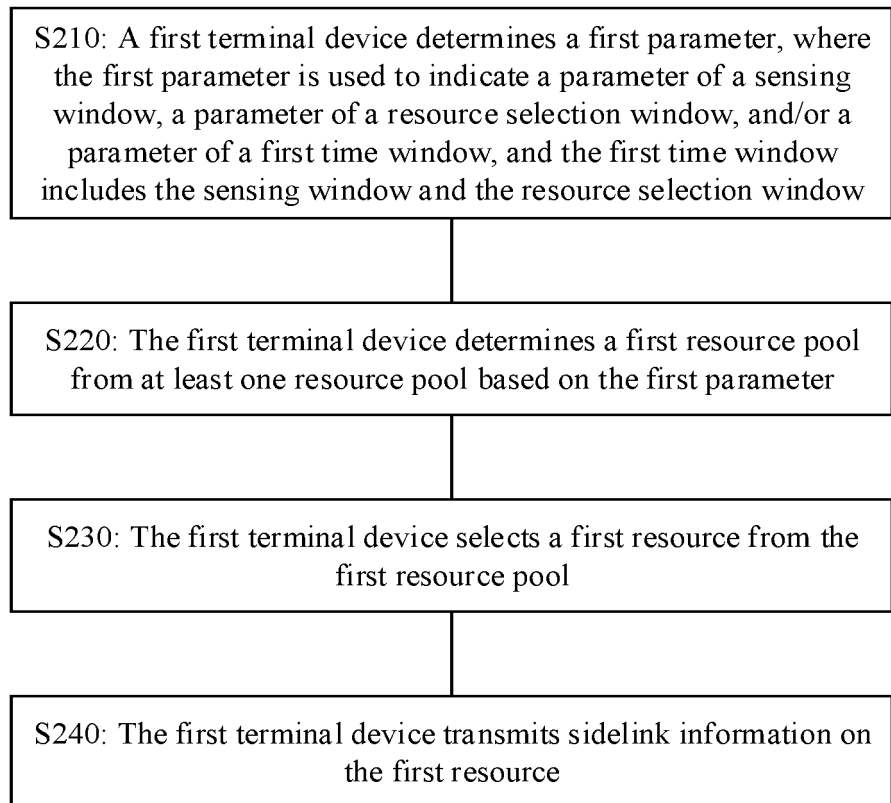 S210: A first terminal device determines a first parameter, where
the first parameter is used to indicate a parameter of a sensing
window, a parameter of a resource selection window, and/or a
parameter of a first time window, and the first time window
includes the sensing window and the resource selection window
S220: The first terminal device determines a first resource pool
from at least one resource pool based on the first parameter
S230: The first terminal device selects a first resource from the
first resource pool
S240: The first terminal device transmits sidelink information on
the first resource